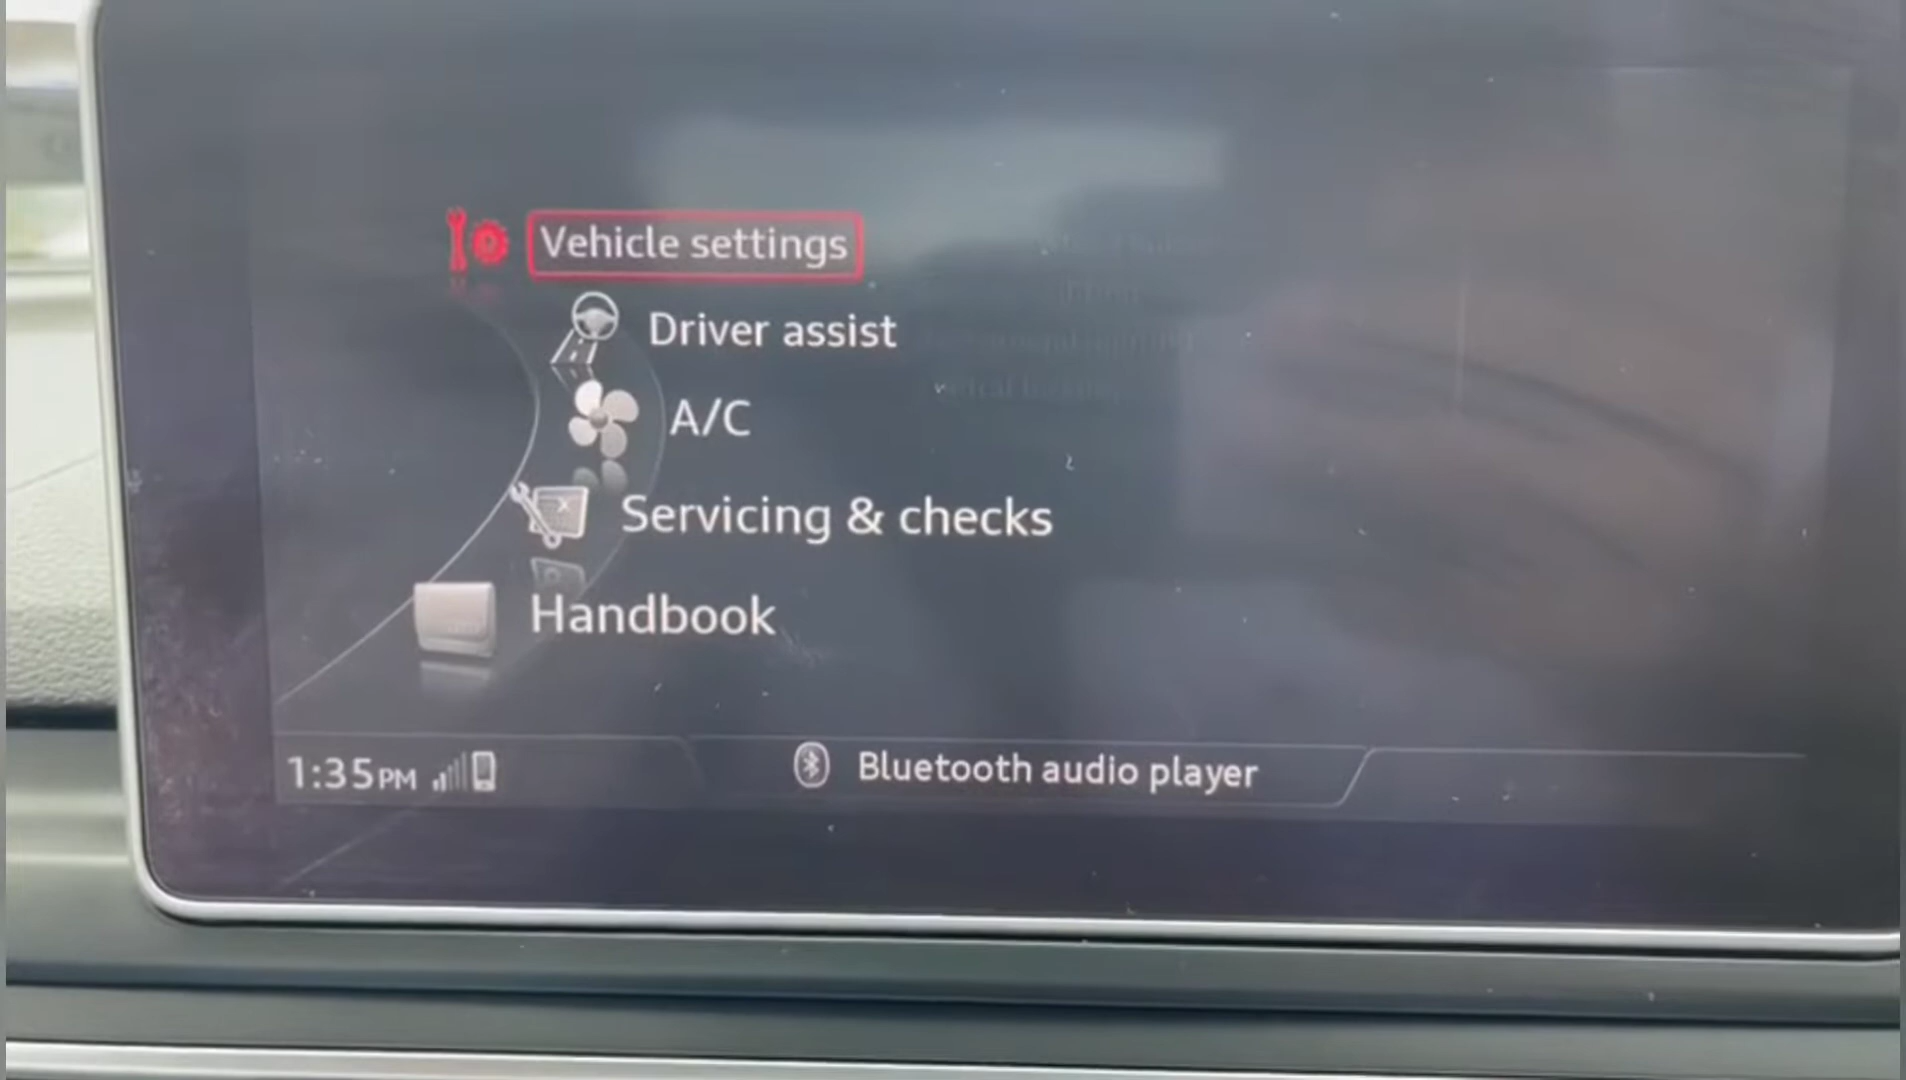 Vehicle settings
Driver assist
A/C
Servicing & checks
Handbook
1:35PM
Bluetooth audio player